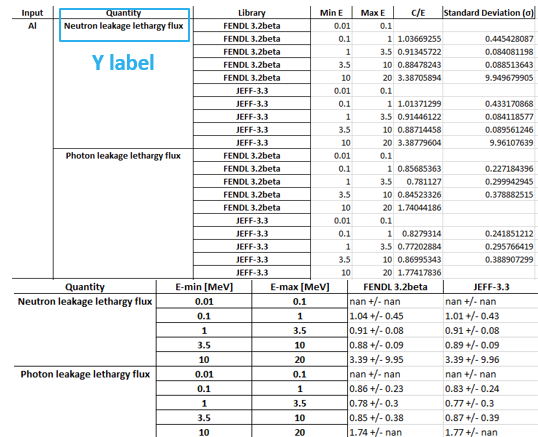 Input Quantity Library Min E Max E C/E Standard Deviation (σ)
Al Neutron leakage lethargy flux FENDL 3.2beta 0.01 0.1
FENDL 3.2beta 0.1 1 1.03669255 0.445428087
Y label
FENDL 3.2beta 1 3.5 0.91345722 0.084081198
FENDL 3.2beta 3.5 10 0.88478243 0.088513643
FENDL 3.2beta 10 20 3.38705894 9.949679905
JEFF-3.3 0.01 0.1
JEFF-3.3 0.1 1 1.01371299 0.433170868
JEFF-3.3 1 3.5 0.91446122 0.084118577
JEFF-3.3 3.5 10 0.88714458 0.089561246
JEFF-3.3 10 20 3.38779604 9.96107639
Photon leakage lethargy flux FENDL 3.2beta 0.01 0.1
FENDL 3.2beta 0.1 1 0.85685363 0.227184396
FENDL 3.2beta 1 3.5 0.781127 0.299942945
FENDL 3.2beta 3.5 10 0.84523326 0.378882515
FENDL 3.2beta 10 20 1.74044186
JEFF-3.3 0.01 0.1
JEFF-3.3 0.1 1 0.8279314 0.241851212
JEFF-3.3 1 3.5 0.77202884 0.295766419
JEFF-3.3 3.5 10 0.86995343 0.388907299
JEFF-3.3 10 20 1.77417836
Quantity E-min [MeV] E-max [MeV] FENDL 3.2beta JEFF-3.3
Neutron leakage lethargy flux 0.01 0.1 nan +/- nan nan +/- nan
0.1 1 1.04 +/- 0.45 1.01 +/- 0.43
1 3.5 0.91 +/- 0.08 0.91 +/- 0.08
3.5 10 0.88 +/- 0.09 0.89 +/- 0.09
10 20 3.39 +/- 9.95 3.39 +/- 9.96
Photon leakage lethargy flux 0.01 0.1 nan +/- nan nan +/- nan
0.1 1 0.86 +/- 0.23 0.83 +/- 0.24
1 3.5 0.78 +/- 0.3 0.77 +/- 0.3
3.5 10 0.85 +/- 0.38 0.87 +/- 0.39
10 20 1.74 +/- nan 1.77 +/- nan